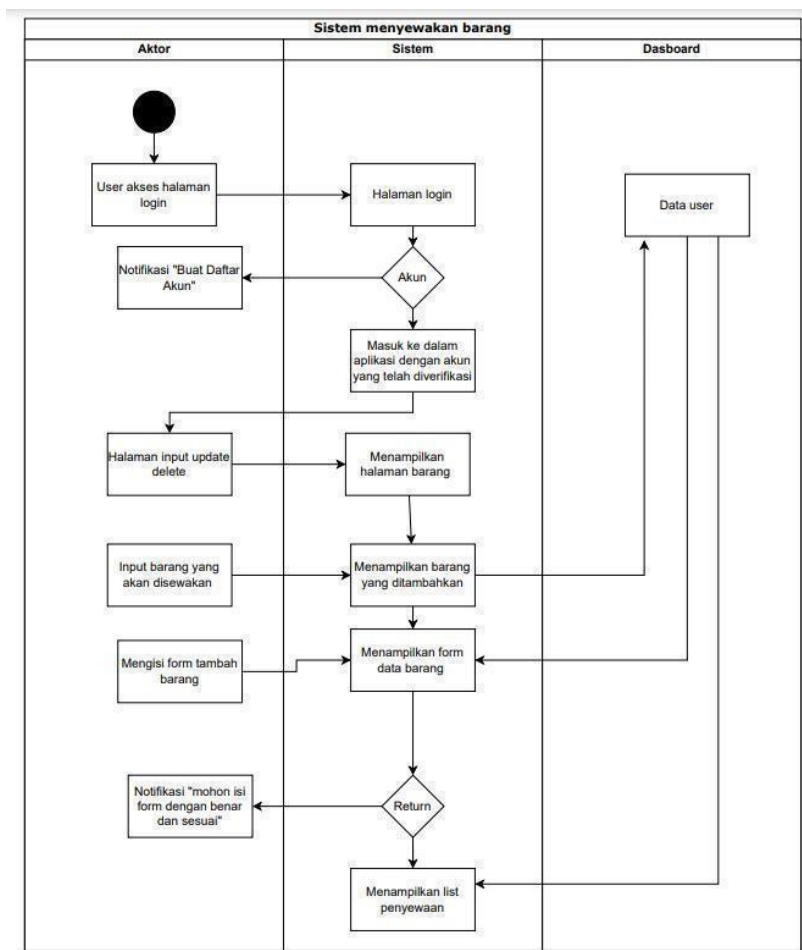 Sistem menyewakan barang
Aktor
Sistem
Dasboard
User akses halaman
login
Halaman login
Data user
Notifikasi "Buat Daftar
Akun"
Akun
Masuk ke dalam
aplikasi dengan akun
yang telah diverifikasi
Halaman input update
delete
Menampilkan
halaman barang
Input barang yang
akan disewakan
Menampilkan barang
yang ditambahkan
Mengisi form tambah
barang
Menampilkan form
data barang
Notifikasi "mohon isi
form dengan benar
dan sesuai"
Return
Menampilkan list
penyewaan